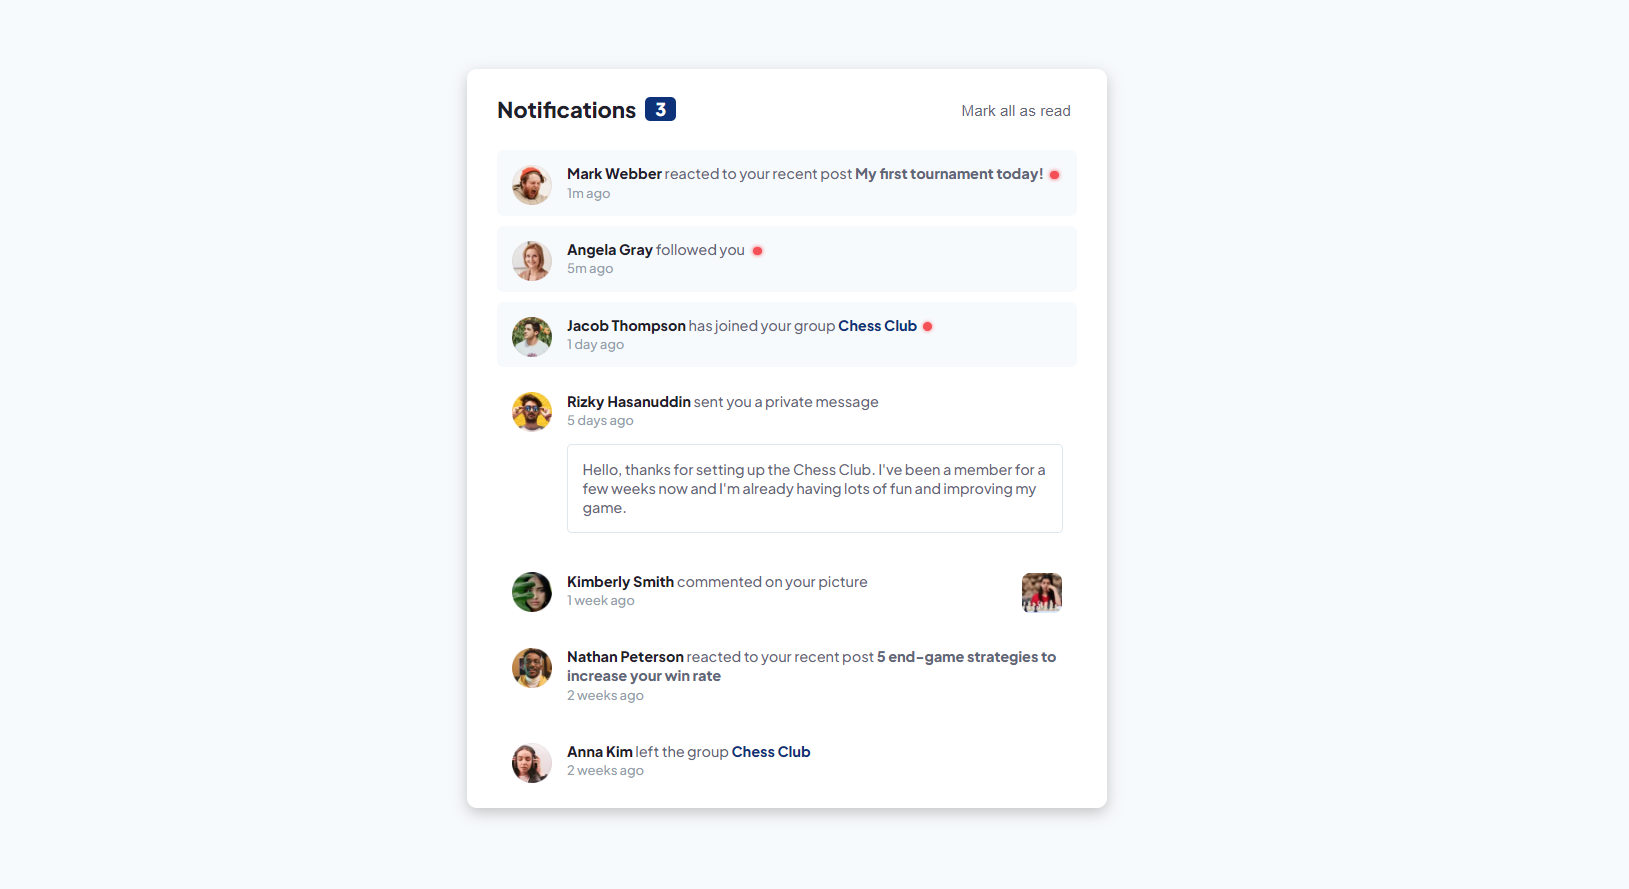 Notifications 3
Mark all as read
Mark Webber reacted to your recent post My first tournament today!
1m ago
Angela Gray followed you
5m ago
Jacob Thompson has joined your group Chess Club
1 day ago
Rizky Hasanuddin sent you a private message
5 days ago
Hello, thanks for setting up the Chess Club. I've been a member for a
few weeks now and I'm already having lots of fun and improving my
game.
Kimberly Smith commented on your picture
1 week ago
Nathan Peterson reacted to your recent post 5 end-game strategies to
increase your win rate
2 weeks ago
Anna Kim left the group Chess Club
2 weeks ago